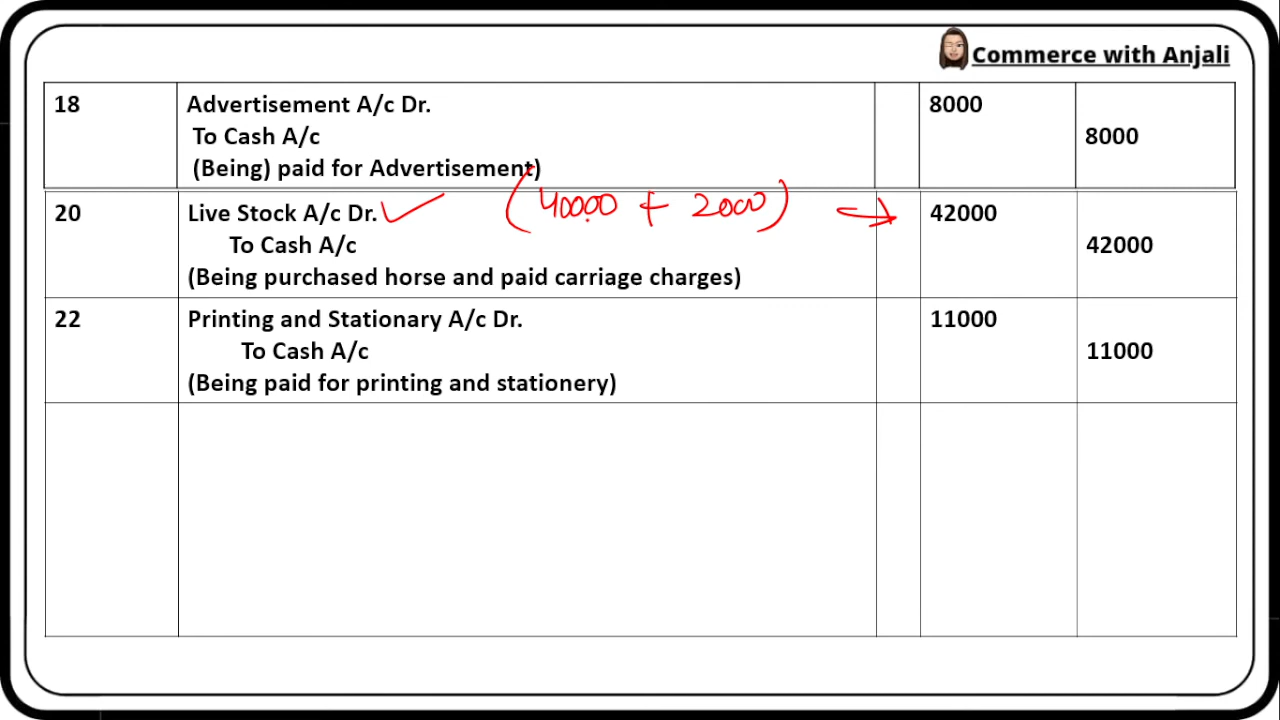 Commerce with Anjali
18 Advertisement A/c Dr. 8000
To Cash A/c 8000
(Being) paid for Advertisement)
20 Live Stock A/c Dr. (40000 + 2000) → 42000
To Cash A/c 42000
(Being purchased horse and paid carriage charges)
22 Printing and Stationary A/c Dr. 11000
To Cash A/c 11000
(Being paid for printing and stationery)